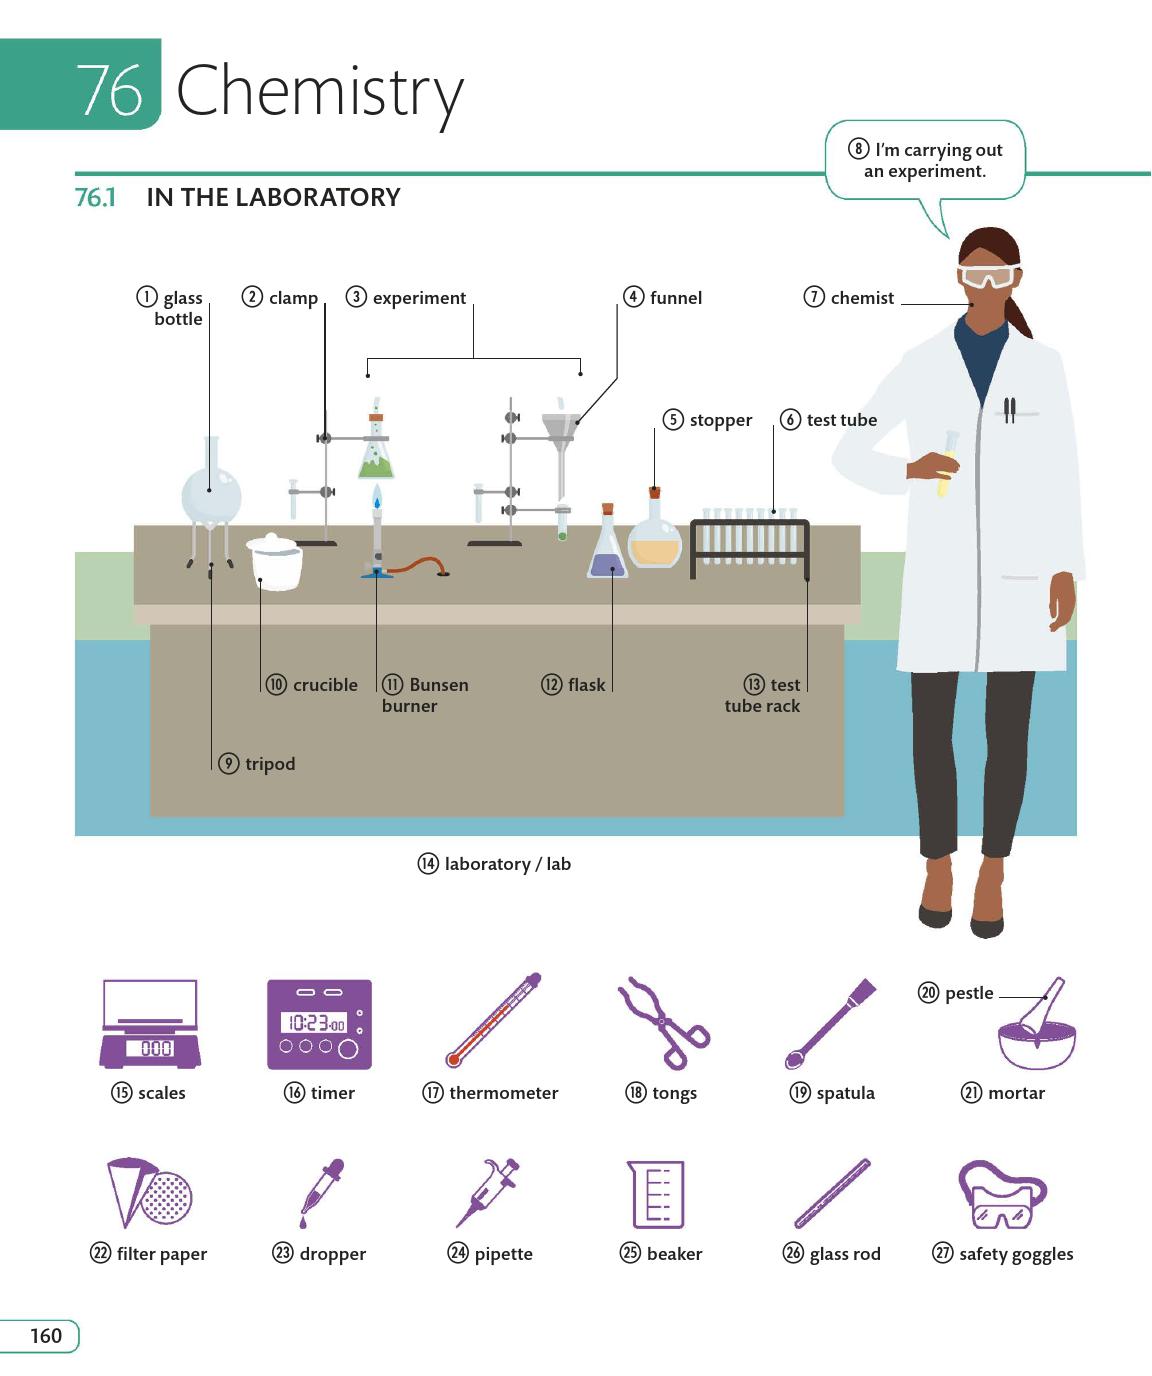 76 Chemistry
⑧ I'm carrying out
an experiment.
76.1 IN THE LABORATORY
① glass
bottle
② clamp
③ experiment
④ funnel
⑤ stopper
⑥ test tube
⑦ chemist
⑨ tripod
⑩ crucible
⑪ Bunsen
burner
⑫ flask
⑬ test
tube rack
⑭ laboratory / lab
000
⑮ scales
10:23:00
⑯ timer
⑰ thermometer
⑱ tongs
⑲ spatula
⑳ pestle
㉑ mortar
㉒ filter paper
㉓ dropper
㉔ pipette
㉕ beaker
㉖ glass rod
㉗ safety goggles
160